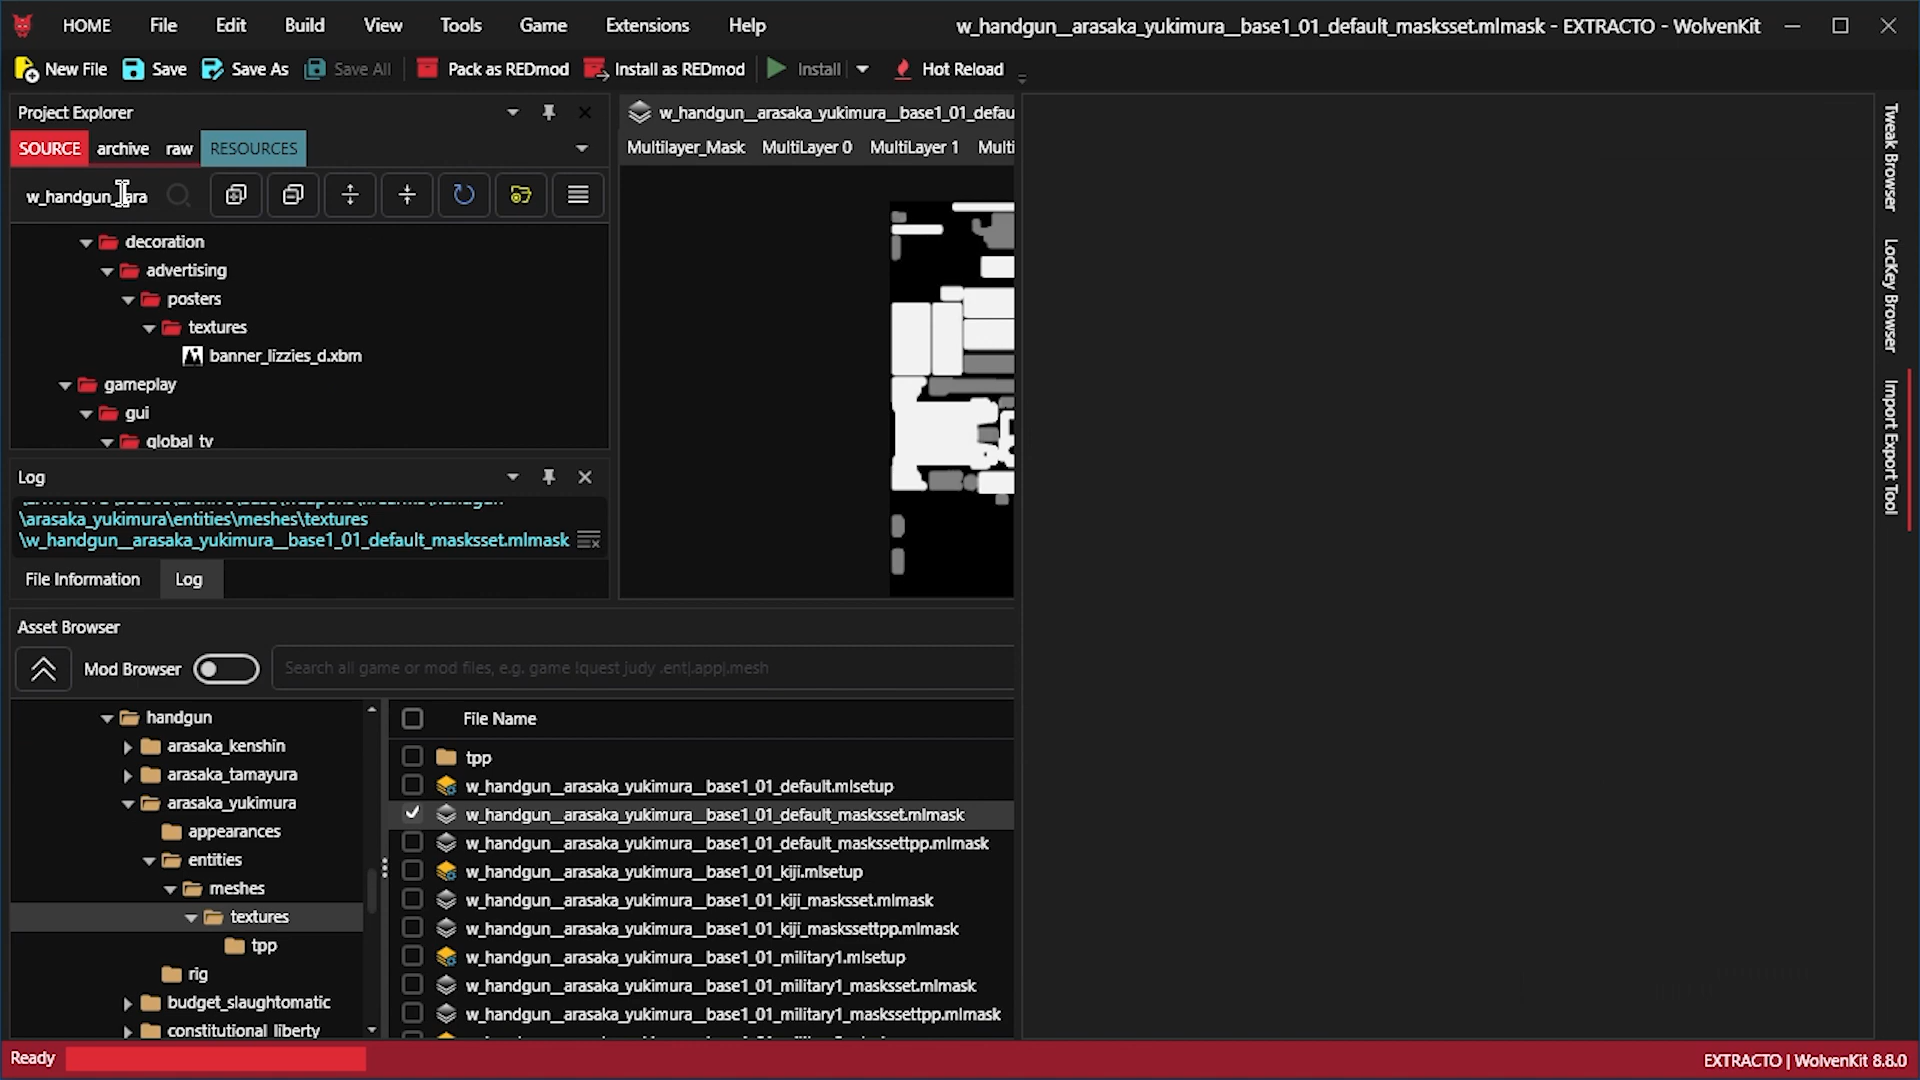 HOME File Edit Build View Tools Game Extensions Help
w_handgun__arasaka_yukimura__base1_01_default_masksset.mlmask - EXTRACTO - WolvenKit
New File Save Save As Save All Pack as REDmod Install as REDmod Install Hot Reload
Project Explorer
SOURCE archive raw RESOURCES
decoration
advertising
posters
textures
banner_lizzies_d.xbm
gameplay
gui
global_tv
w_handgun__arasaka_yukimura__base1_01_defau
Multilayer_Mask MultiLayer 0 MultiLayer 1 Multi
Log
\arasaka_yukimura\entities\meshes\textures
\w_handgun__arasaka_yukimura__base1_01_default_masksset.mlmask
File Information Log
Asset Browser
Mod Browser
Search all game or mod files, e.g. game !quest judy .ent|.app|.mesh
handgun
arasaka_kenshin
arasaka_tamayura
arasaka_yukimura
appearances
entities
meshes
textures
tpp
rig
budget_slaughtomatic
constitutional_liberty
File Name
tpp
w_handgun__arasaka_yukimura__base1_01_default.mlsetup
w_handgun__arasaka_yukimura__base1_01_default_masksset.mlmask
w_handgun__arasaka_yukimura__base1_01_default_maskssettpp.mlmask
w_handgun__arasaka_yukimura__base1_01_kiji.mlsetup
w_handgun__arasaka_yukimura__base1_01_kiji_masksset.mlmask
w_handgun__arasaka_yukimura__base1_01_kiji_maskssettpp.mlmask
w_handgun__arasaka_yukimura__base1_01_military1.mlsetup
w_handgun__arasaka_yukimura__base1_01_military1_masksset.mlmask
w_handgun__arasaka_yukimura__base1_01_military1_maskssettpp.mlmask
Tweak Browser
LocKey Browser
Import Export Tool
Ready
EXTRACTO | WolvenKit 8.8.0